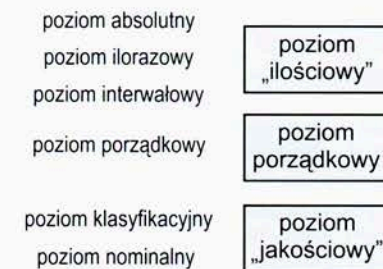 poziom absolutny
poziom ilorazowy
poziom interwałowy
poziom
„ilościowy”
poziom porządkowy
poziom
porządkowy
poziom klasyfikacyjny
poziom nominalny
poziom
„jakościowy”